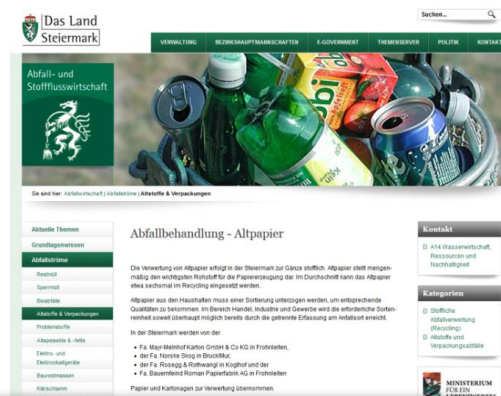 Das Land
Steiermark
Suchen...
VERWALTUNG BEZIRKSHAUPTMANNSCHAFTEN E-GOVERNMENT THEMENSERVER POLITIK KONTAKT
Abfall- und
Stoffflusswirtschaft
Sie sind hier: Abfallwirtschaft | Abfallströme | Altstoffe & Verpackungen
Aktuelle Themen
Grundlagenwissen
Abfallströme
Restmüll
Sperrmüll
Bioabfälle
Altstoffe & Verpackungen
Problemstoffe
Altspeiseöle & -fette
Elektro- und
Elektronikaltgeräte
Baurestmassen
Klärschlamm
Abfallbehandlung - Altpapier
Die Verwertung von Altpapier erfolgt in der Steiermark zur Gänze stofflich. Altpapier stellt mengen-
mäßig den wichtigsten Rohstoff für die Papiererzeugung dar. Im Durchschnitt kann das Altpapier
etwa sechsmal im Recycling eingesetzt werden.
Altpapier aus den Haushalten muss einer Sortierung unterzogen werden, um entsprechende
Qualitäten zu bekommen. Im Bereich Handel, Industrie und Gewerbe wird die erforderliche Sorten-
reinheit soweit überhaupt möglich bereits durch die getrennte Erfassung am Anfallsort erreicht.
In der Steiermark werden von der
• Fa. Mayr-Melnhof Karton GmbH & Co KG in Frohnleiten,
• der Fa. Norske Skog in Bruck/Mur,
• der Fa. Rosegg & Rothwangl in Koglhof und der
• Fa. Bauernfeind Roman Papierfabrik AG in Frohnleiten
Papier und Kartonagen zur Verwertung übernommen.
Kontakt
A14 Wasserwirtschaft,
Ressourcen und
Nachhaltigkeit
Kategorien
Stoffliche
Abfallverwertung
(Recycling)
Altstoffe und
Verpackungsabfälle
MINISTERIUM
FÜR EIN